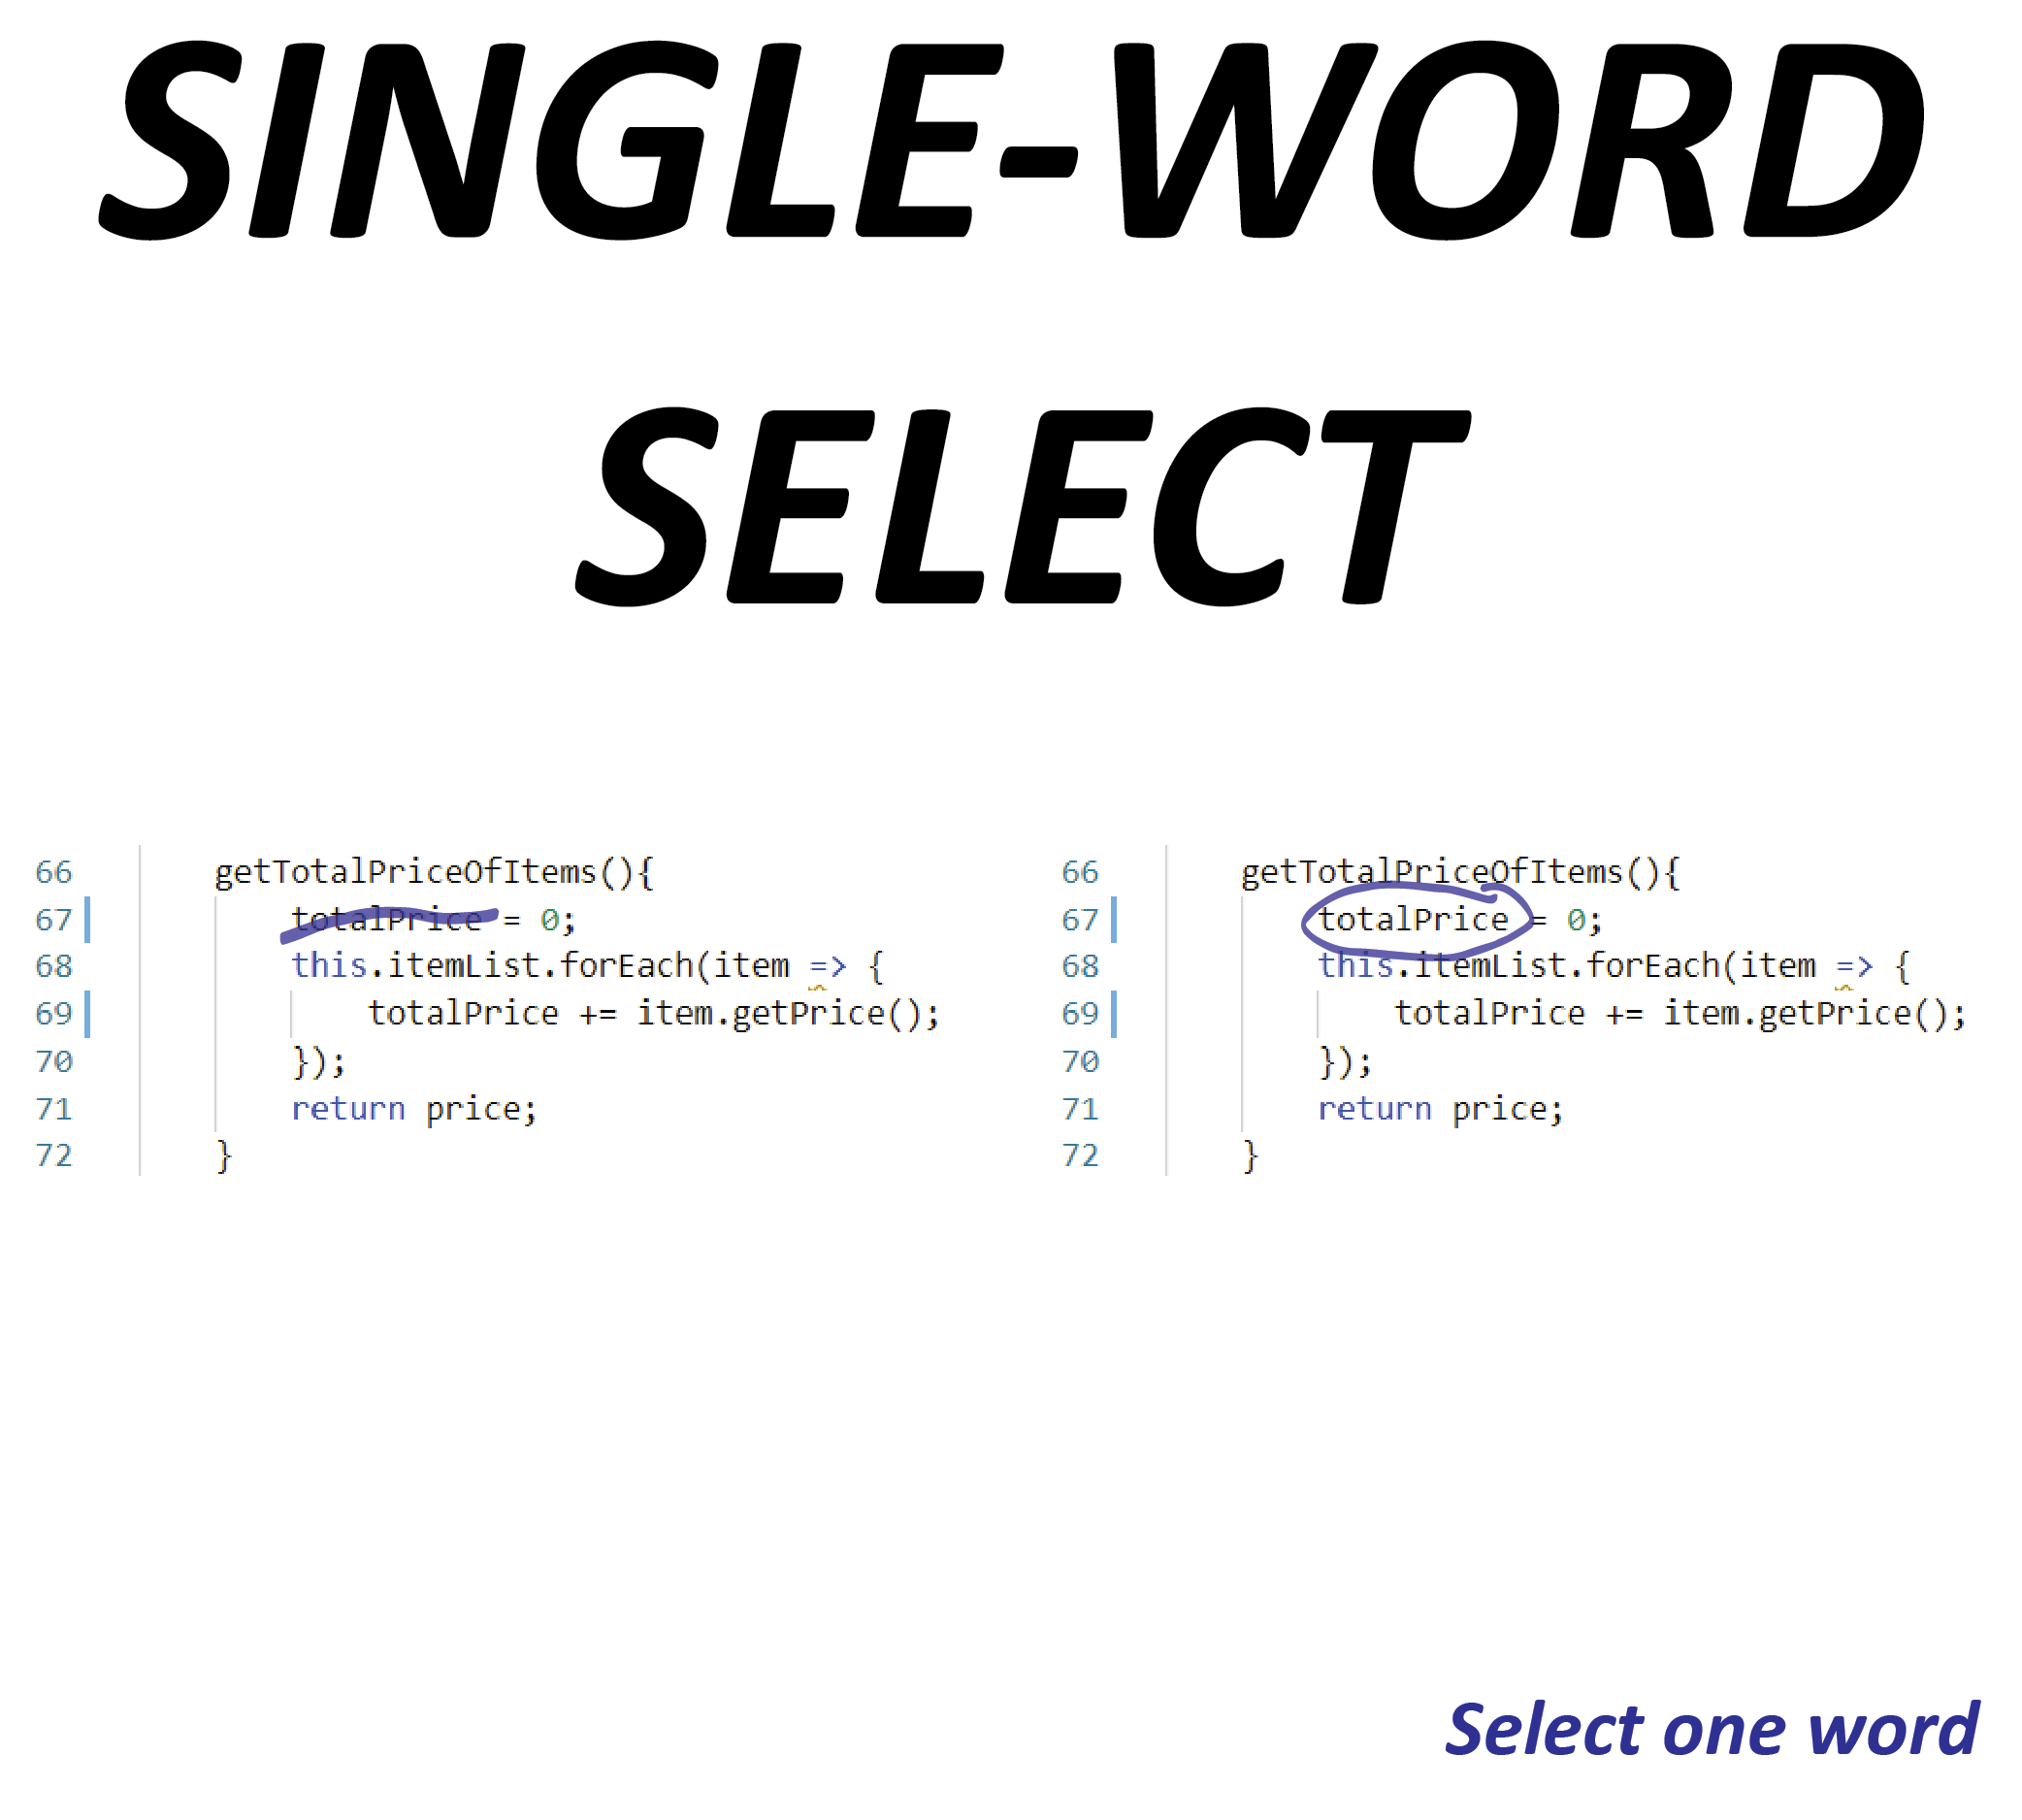 SINGLE-WORD
SELECT
66 getTotalPriceOfItems(){
67 totalPrice = 0;
68 this.itemList.forEach(item => {
69 totalPrice += item.getPrice();
70 });
71 return price;
72 }
66 getTotalPriceOfItems(){
67 totalPrice = 0;
68 this.itemList.forEach(item => {
69 totalPrice += item.getPrice();
70 });
71 return price;
72 }
Select one word